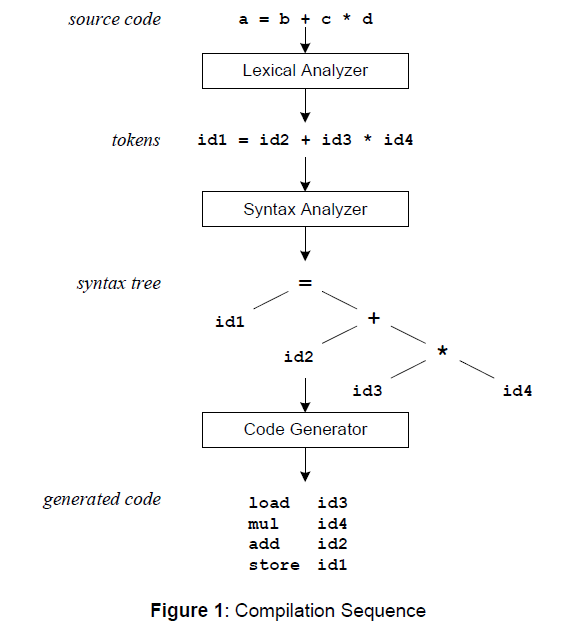 source code a = b + c * d
Lexical Analyzer
tokens id1 = id2 + id3 * id4
Syntax Analyzer
syntax tree =
id1 +
id2 *
id3 id4
Code Generator
generated code load id3
mul id4
add id2
store id1
Figure 1: Compilation Sequence